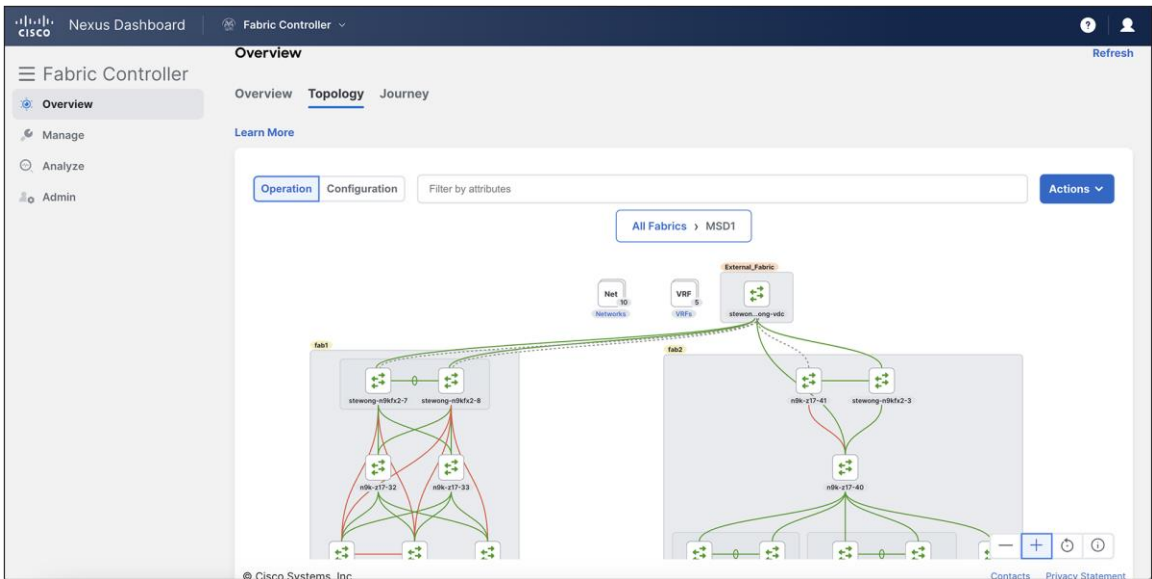 CISCO Nexus Dashboard Fabric Controller
Overview
Refresh
Fabric Controller
Overview
Manage
Analyze
Admin
Overview Topology Journey
Learn More
Operation Configuration Filter by attributes Actions
All Fabrics > MSD1
External_Fabric
Net 10
Networks
VRF 5
VRFs
stewon...ong-vdc
fab1
fab2
stewong-n9kfx2-7 stewong-n9kfx2-8
n9k-z17-41 stewong-n9kfx2-3
n9k-z17-32 n9k-z17-33
n9k-z17-40
© Cisco Systems, Inc.
Contacts Privacy Statement